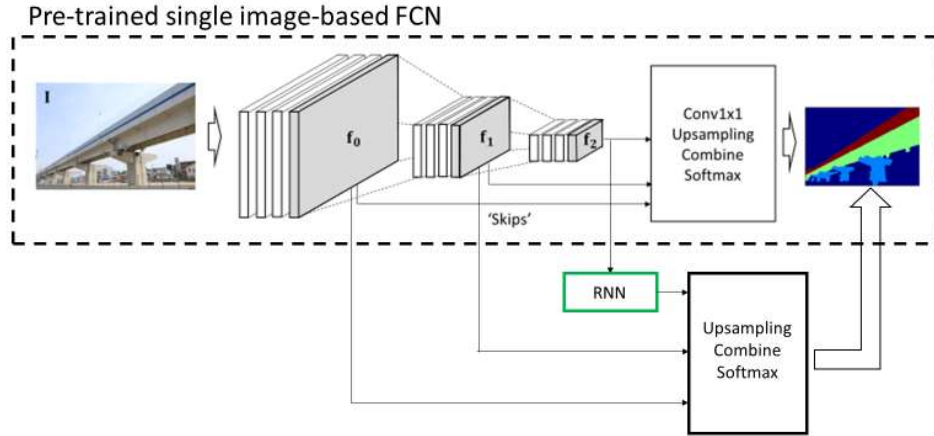 Pre-trained single image-based FCN
I
f₀
f₁
f₂
Conv1x1
Upsampling
Combine
Softmax
'Skips'
RNN
Upsampling
Combine
Softmax